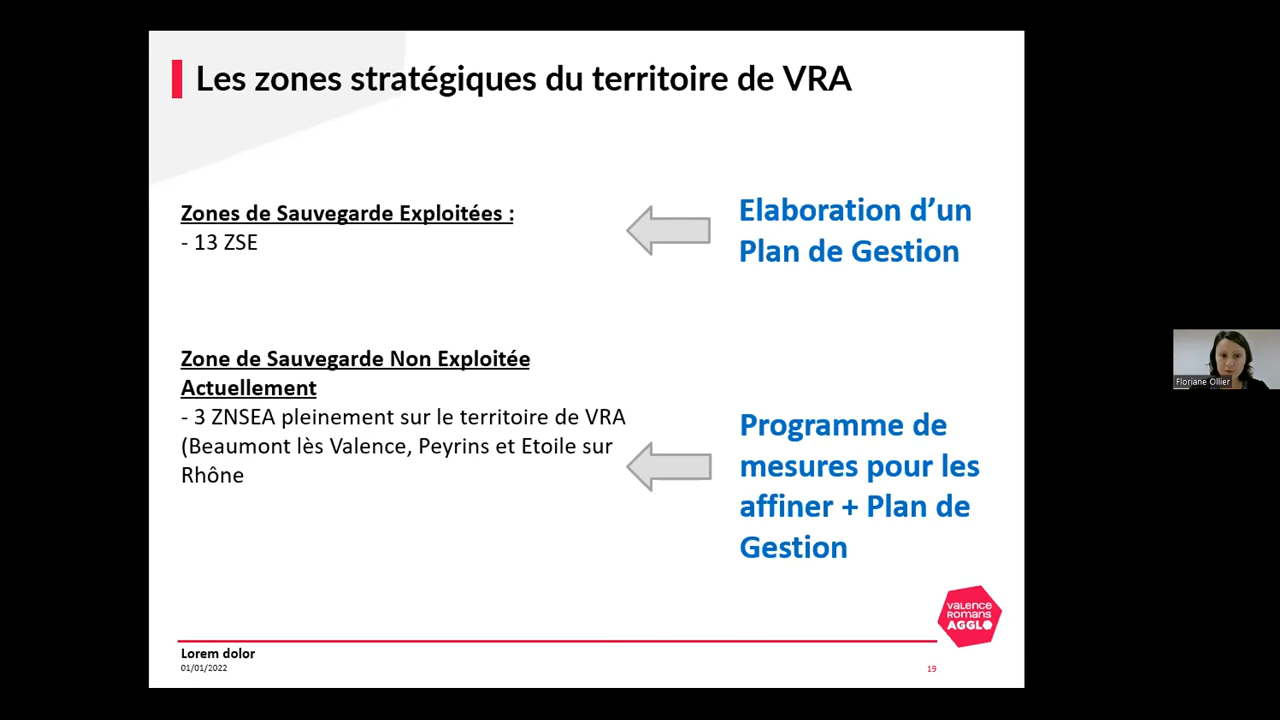 Les zones stratégiques du territoire de VRA
Zones de Sauvegarde Exploitées :
- 13 ZSE
Elaboration d’un
Plan de Gestion
Zone de Sauvegarde Non Exploitée
Actuellement
- 3 ZNSEA pleinement sur le territoire de VRA
(Beaumont lès Valence, Peyrins et Etoile sur
Rhône
Programme de
mesures pour les
affiner + Plan de
Gestion
Floriane Ollier
VALENCE
ROMANS
AGGLO
Lorem dolor
01/01/2022
19